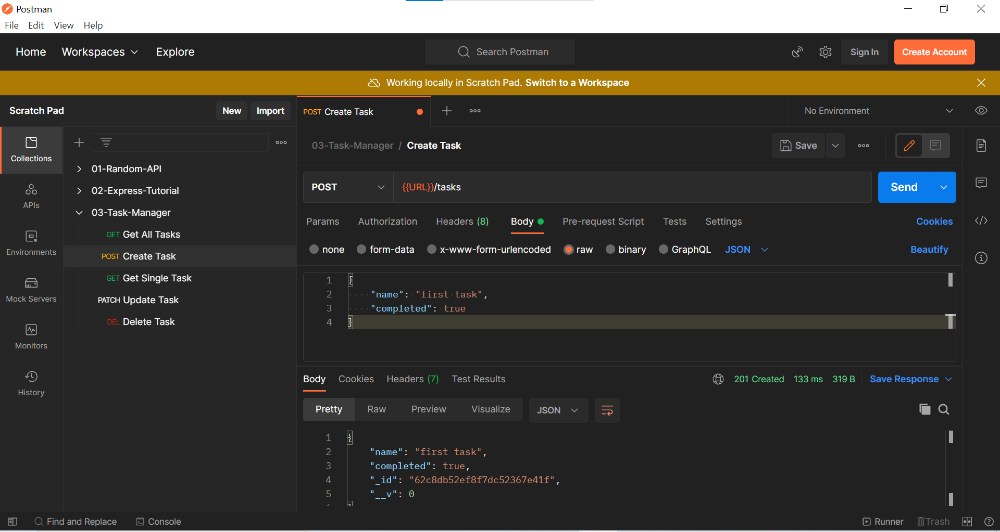 Postman
File Edit View Help
Home Workspaces Explore Search Postman Sign In Create Account
Working locally in Scratch Pad. Switch to a Workspace
Scratch Pad New Import POST Create Task No Environment
Collections
APIs
Environments
Mock Servers
Monitors
History
01-Random-API
02-Express-Tutorial
03-Task-Manager
GET Get All Tasks
POST Create Task
GET Get Single Task
PATCH Update Task
DEL Delete Task
03-Task-Manager / Create Task Save
POST {{URL}}/tasks Send
Params Authorization Headers (8) Body Pre-request Script Tests Settings Cookies
none form-data x-www-form-urlencoded raw binary GraphQL JSON Beautify
1 {
2 "name": "first task",
3 "completed": true
4 }
Body Cookies Headers (7) Test Results 201 Created 133 ms 319 B Save Response
Pretty Raw Preview Visualize JSON
1 {
2 "name": "first task",
3 "completed": true,
4 "_id": "62c8db52ef8f7dc52367e41f",
5 "__v": 0
Find and Replace Console Runner Trash